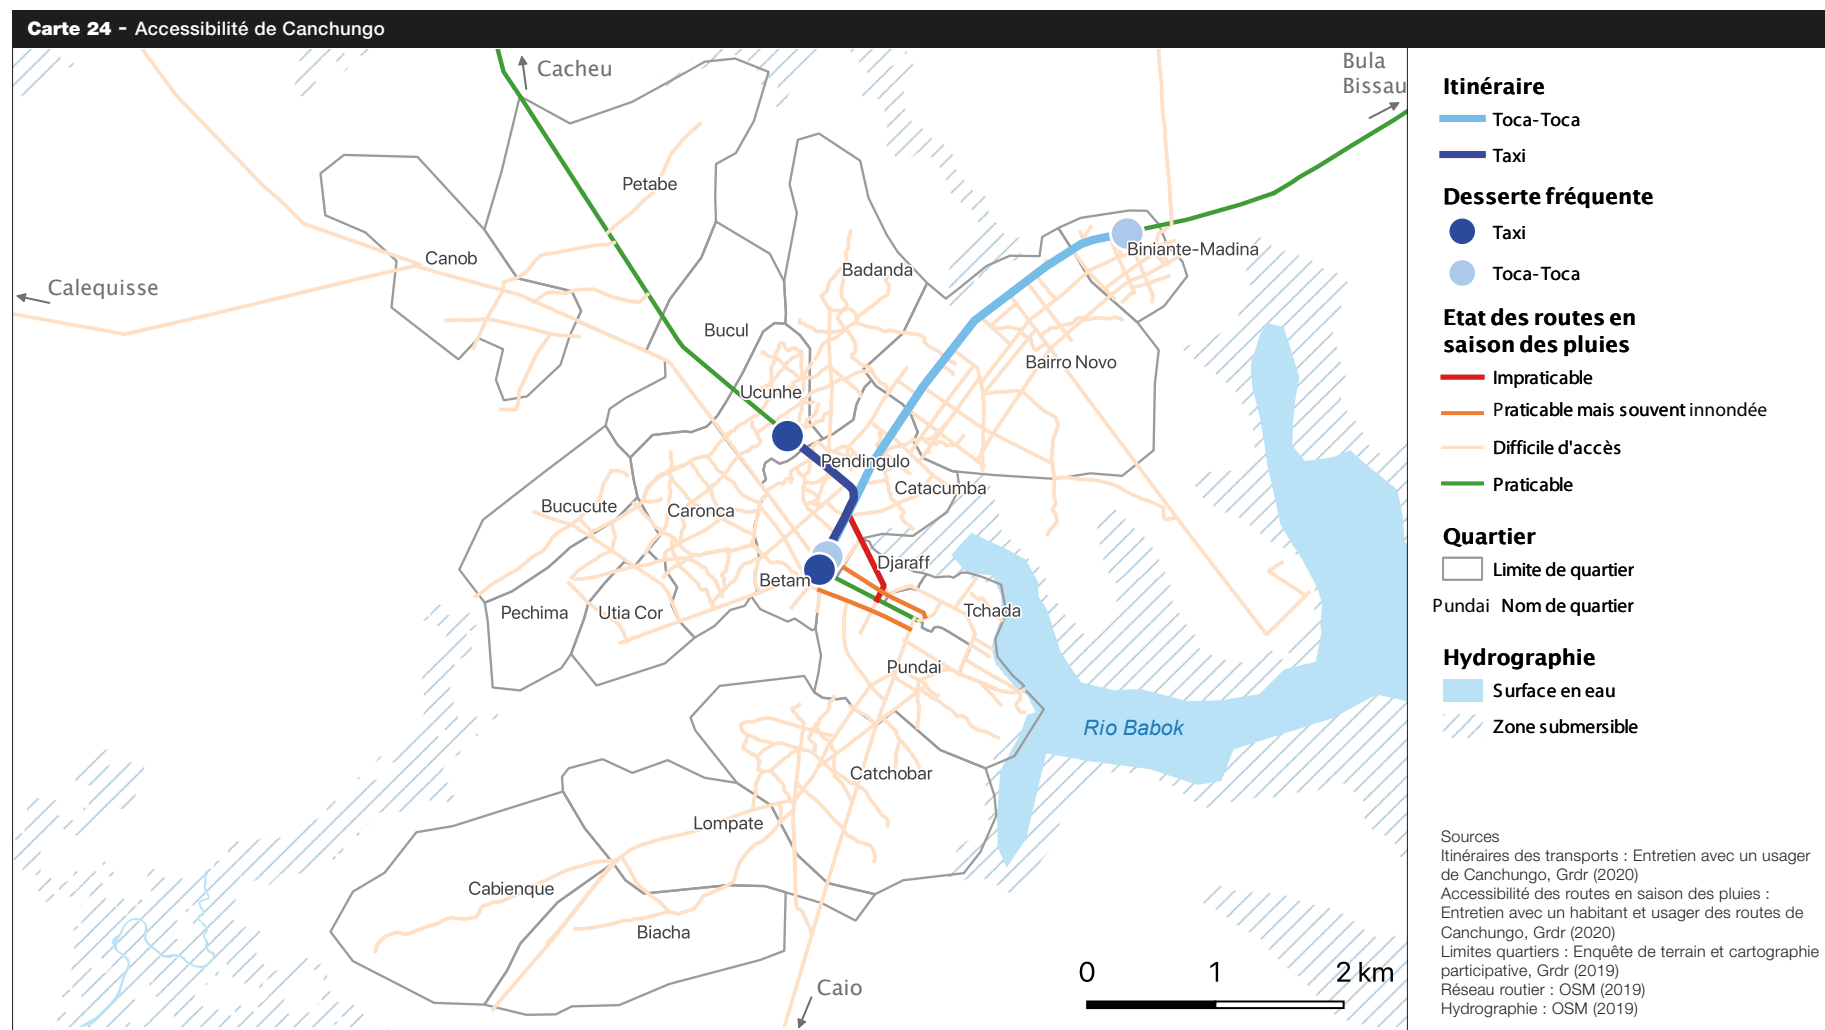 Carte 24 - Accessibilité de Canchungo
Cacheu
Bula
Bissau
Petabe
Canob
Calequisse
Badanda
Biniante-Madina
Bucul
Bairro Novo
Ucunhe
Pendingulo
Catacumba
Bucucute
Caronca
Djaraff
Betam
Pechima
Utia Cor
Tchada
Pundai
Rio Babok
Catchobar
Lompate
Cabienque
Biacha
Caio
0 1 2 km
Itinéraire
Toca-Toca
Taxi
Desserte fréquente
Taxi
Toca-Toca
Etat des routes en
saison des pluies
Impraticable
Praticable mais souvent innondée
Difficile d'accès
Praticable
Quartier
Limite de quartier
Pundai Nom de quartier
Hydrographie
Surface en eau
Zone submersible
Sources
Itinéraires des transports : Entretien avec un usager
de Canchungo, Grdr (2020)
Accessibilité des routes en saison des pluies :
Entretien avec un habitant et usager des routes de
Canchungo, Grdr (2020)
Limites quartiers : Enquête de terrain et cartographie
participative, Grdr (2019)
Réseau routier : OSM (2019)
Hydrographie : OSM (2019)